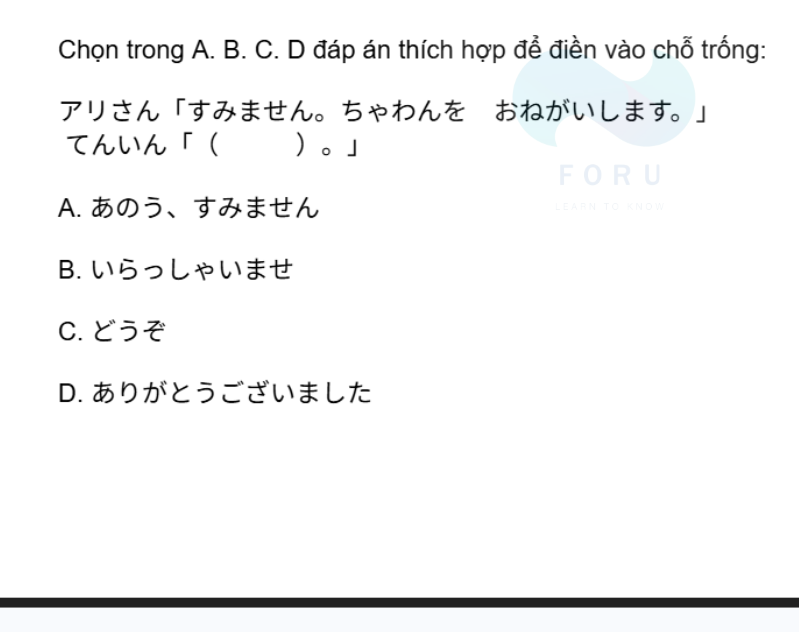 Chọn trong A. B. C. D đáp án thích hợp để điền vào chỗ trống:
アリさん「すみません。ちゃわんを　おねがいします。」
てんいん「（　　　）。」
FORU
LEARN TO KNOW
A. あのう、すみません
B. いらっしゃいませ
C. どうぞ
D. ありがとうございました